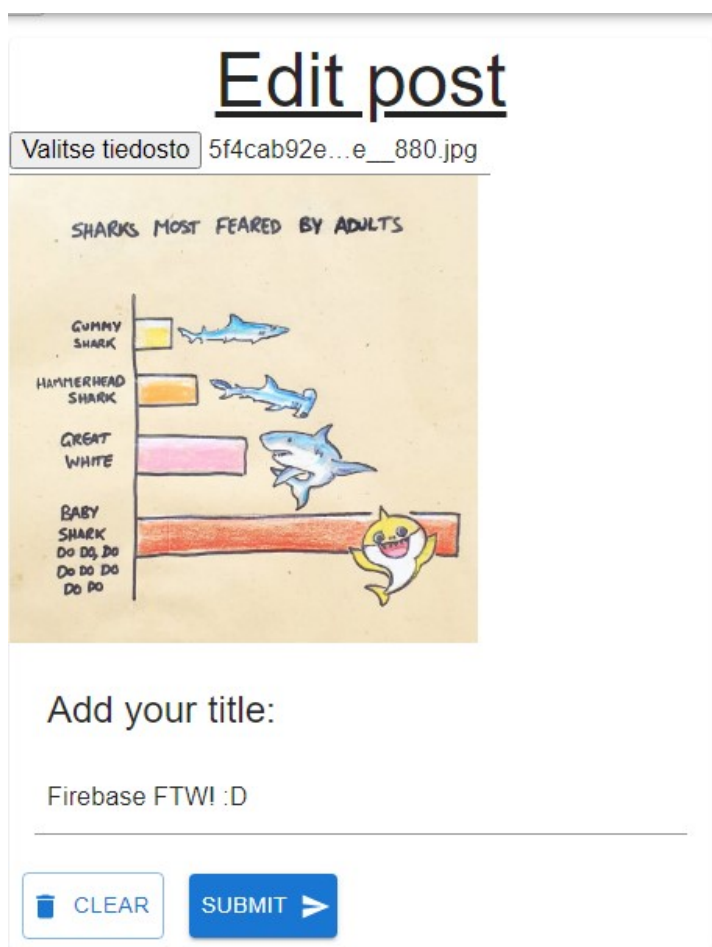 Edit post
Valitse tiedosto 5f4cab92e...e__880.jpg
SHARKS MOST FEARED BY ADULTS
GUMMY
SHARK
HAMMERHEAD
SHARK
GREAT
WHITE
BABY
SHARK
DO DO, DO
DO DO DO
DO DO
Add your title:
Firebase FTW! :D
CLEAR
SUBMIT